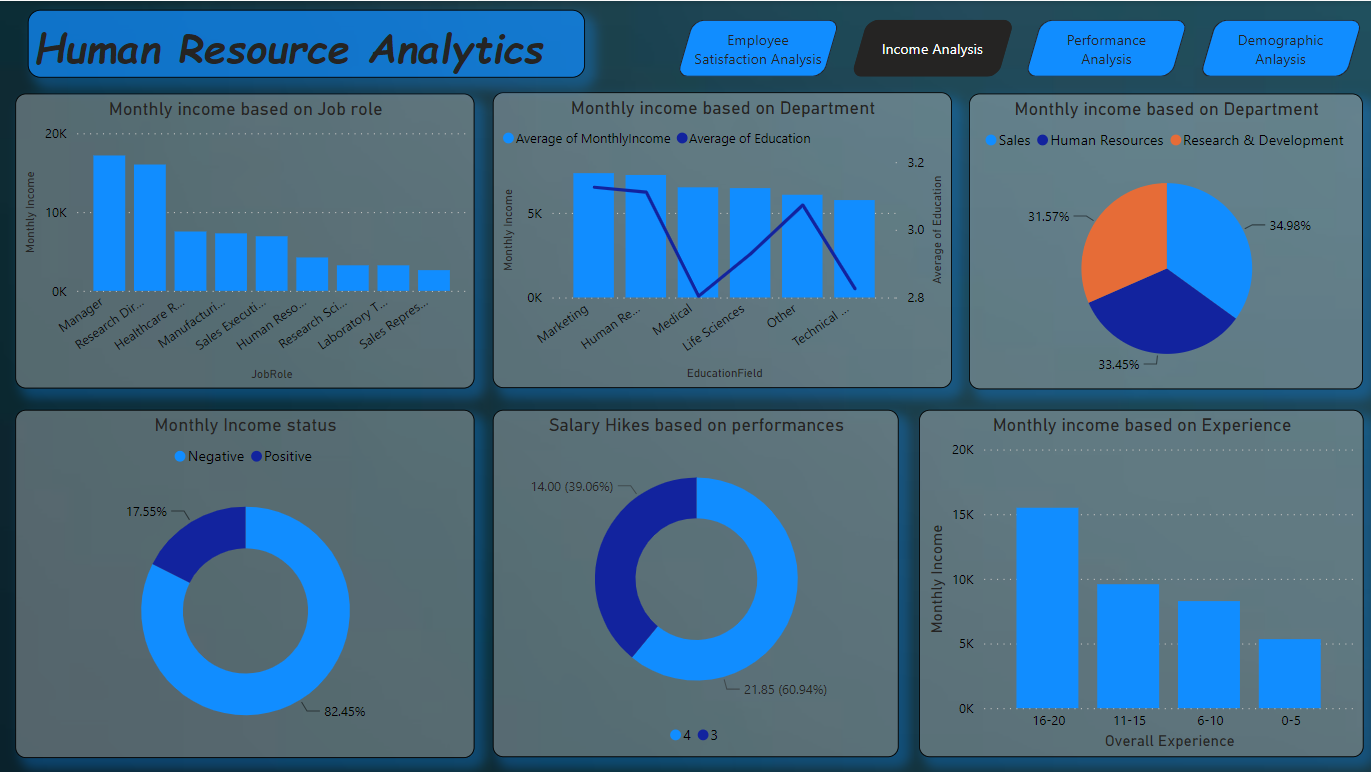 Human Resource Analytics
Employee
Satisfaction Analysis
Income Analysis
Performance
Analysis
Demographic
Anlaysis
Monthly income based on Job role
20K
10K
0K
Monthly Income
Manager
Research Dir...
Healthcare R...
Manufacturi...
Sales Executi...
Human Reso...
Research Sci...
Laboratory T...
Sales Repres...
JobRole
Monthly income based on Department
Average of MonthlyIncome Average of Education
5K
0K
Monthly Income
3.2
3.0
2.8
Average of Education
Marketing
Human Re...
Medical
Life Sciences
Other
Technical ...
EducationField
Monthly income based on Department
Sales Human Resources Research & Development
31.57%
34.98%
33.45%
Monthly Income status
Negative Positive
17.55%
82.45%
Salary Hikes based on performances
14.00 (39.06%)
21.85 (60.94%)
4 3
Monthly income based on Experience
20K
15K
10K
5K
0K
Monthly Income
16-20 11-15 6-10 0-5
Overall Experience